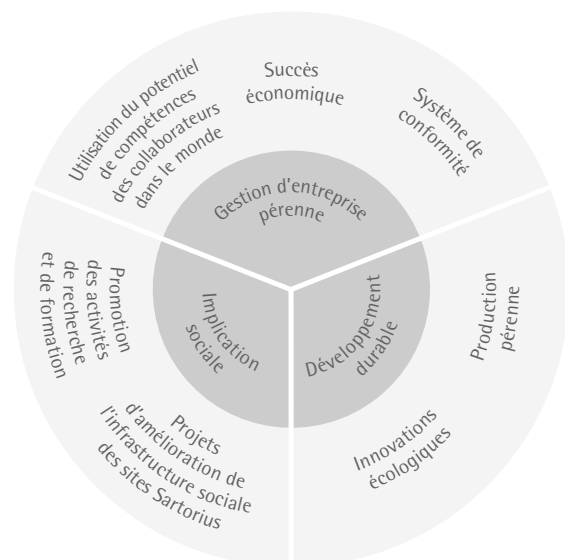 Utilisation du potentiel
de compétences
des collaborateurs
dans le monde
Succès
économique
Système de
conformité
Gestion d'entreprise
pérenne
Implication
sociale
Développement
durable
Promotion
des activités
de recherche
et de formation
Projets
d'amélioration de
l'infrastructure sociale
des sites Sartorius
Production
pérenne
Innovations
écologiques